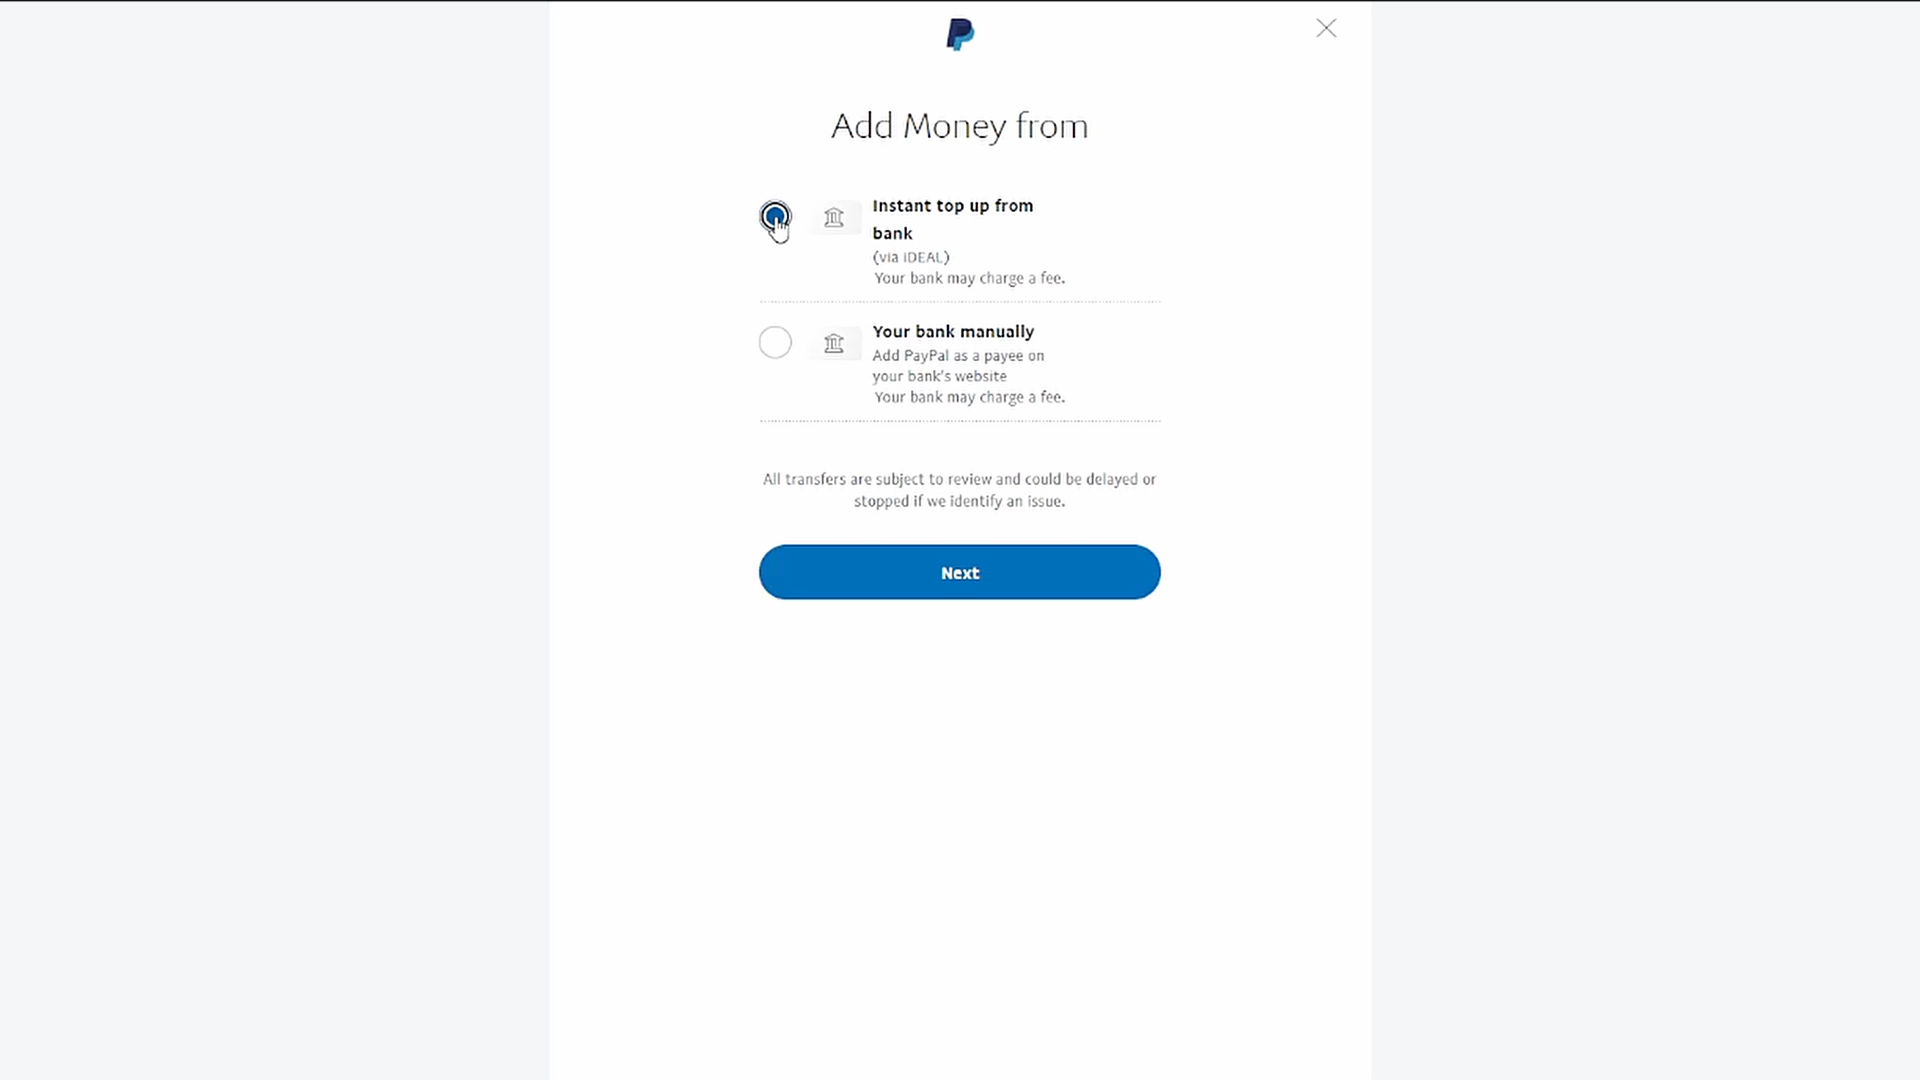 Add Money from
Instant top up from
bank
(via iDEAL)
Your bank may charge a fee.
Your bank manually
Add PayPal as a payee on
your bank's website
Your bank may charge a fee.
All transfers are subject to review and could be delayed or
stopped if we identify an issue.
Next